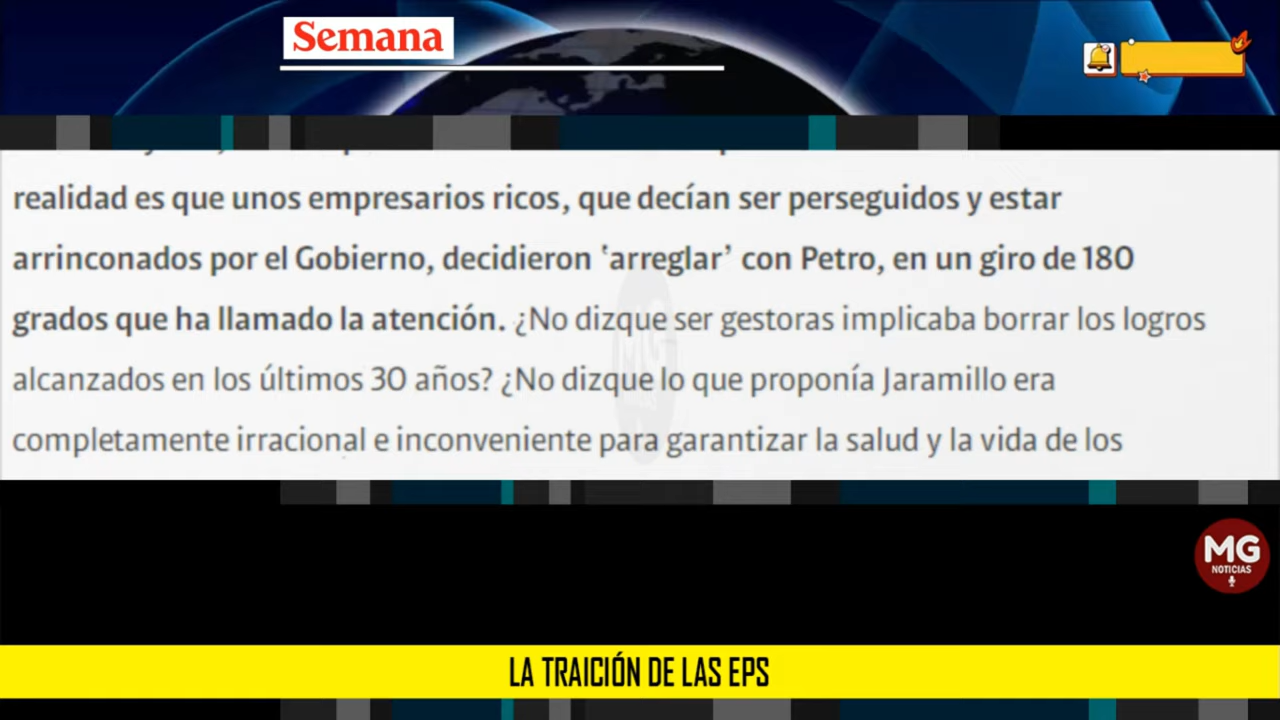 Semana
realidad es que unos empresarios ricos, que decían ser perseguidos y estar
arrinconados por el Gobierno, decidieron ‘arreglar’ con Petro, en un giro de 180
grados que ha llamado la atención. ¿No dizque ser gestoras implicaba borrar los logros
alcanzados en los últimos 30 años? ¿No dizque lo que proponía Jaramillo era
completamente irracional e inconveniente para garantizar la salud y la vida de los
MG
NOTICIAS
LA TRAICIÓN DE LAS EPS